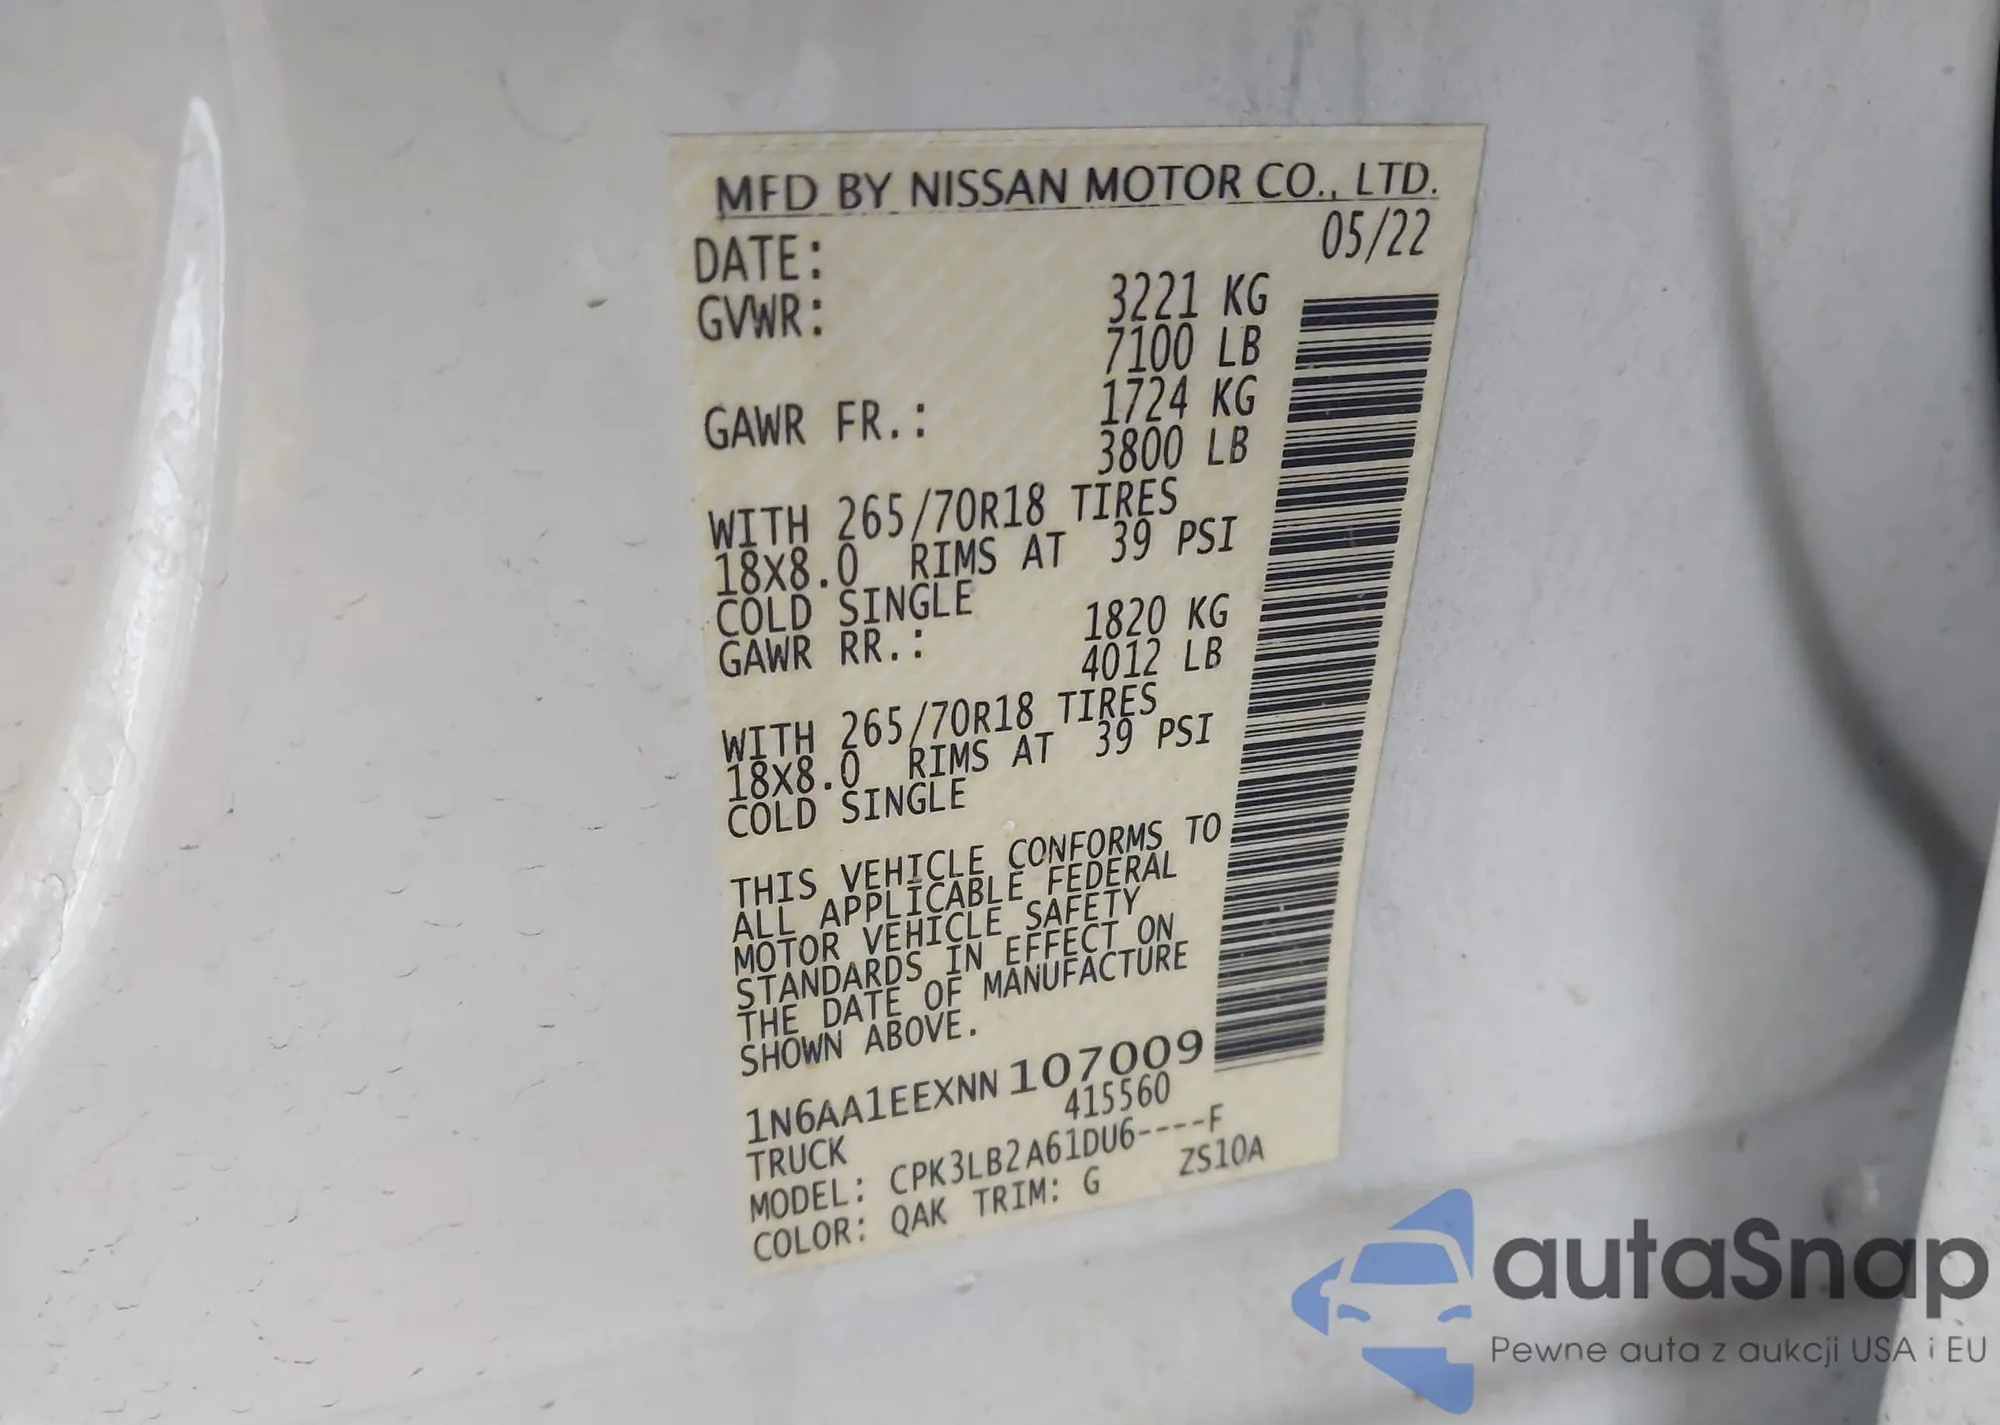 MFD BY NISSAN MOTOR CO., LTD.
DATE: 05/22
GVWR: 3221 KG
7100 LB
GAWR FR.: 1724 KG
3800 LB
WITH 265/70R18 TIRES
18X8.0 RIMS AT 39 PSI
COLD SINGLE
GAWR RR.: 1820 KG
4012 LB
WITH 265/70R18 TIRES
18X8.0 RIMS AT 39 PSI
COLD SINGLE
THIS VEHICLE CONFORMS TO
ALL APPLICABLE FEDERAL
MOTOR VEHICLE SAFETY
STANDARDS IN EFFECT ON
THE DATE OF MANUFACTURE
SHOWN ABOVE.
1N6AA1EEXNN107009
TRUCK 415560
MODEL: CPK3LB2A61DU6----F
COLOR: QAK TRIM: G ZS10A
autaSnap
Pewne auta z aukcji USA i EU